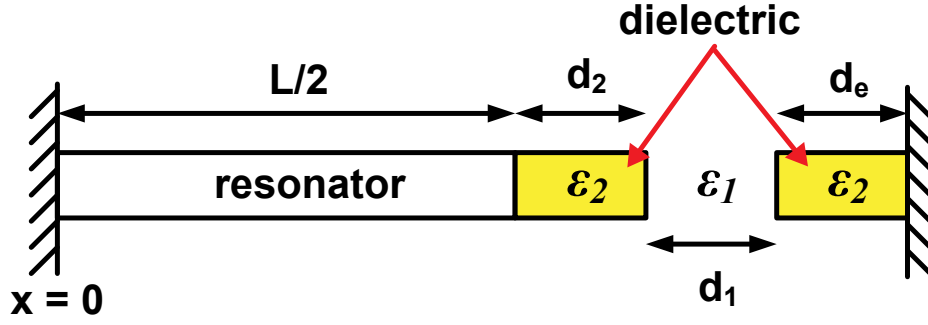 dielectric
L/2
d₂
dₑ
resonator
ε₂
ε₁
ε₂
d₁
x = 0